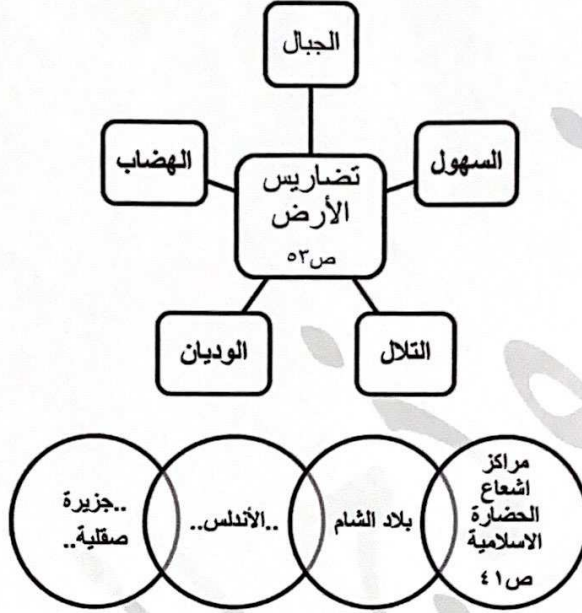 الجبال
السهول
الهضاب
تضاريس
الأرض
ص٥٣
التلال
الوديان
مراكز
اشعاع
الحضارة
الاسلامية
ص٤١
بلاد الشام
..الأندلس..
..جزيرة
صقلية..